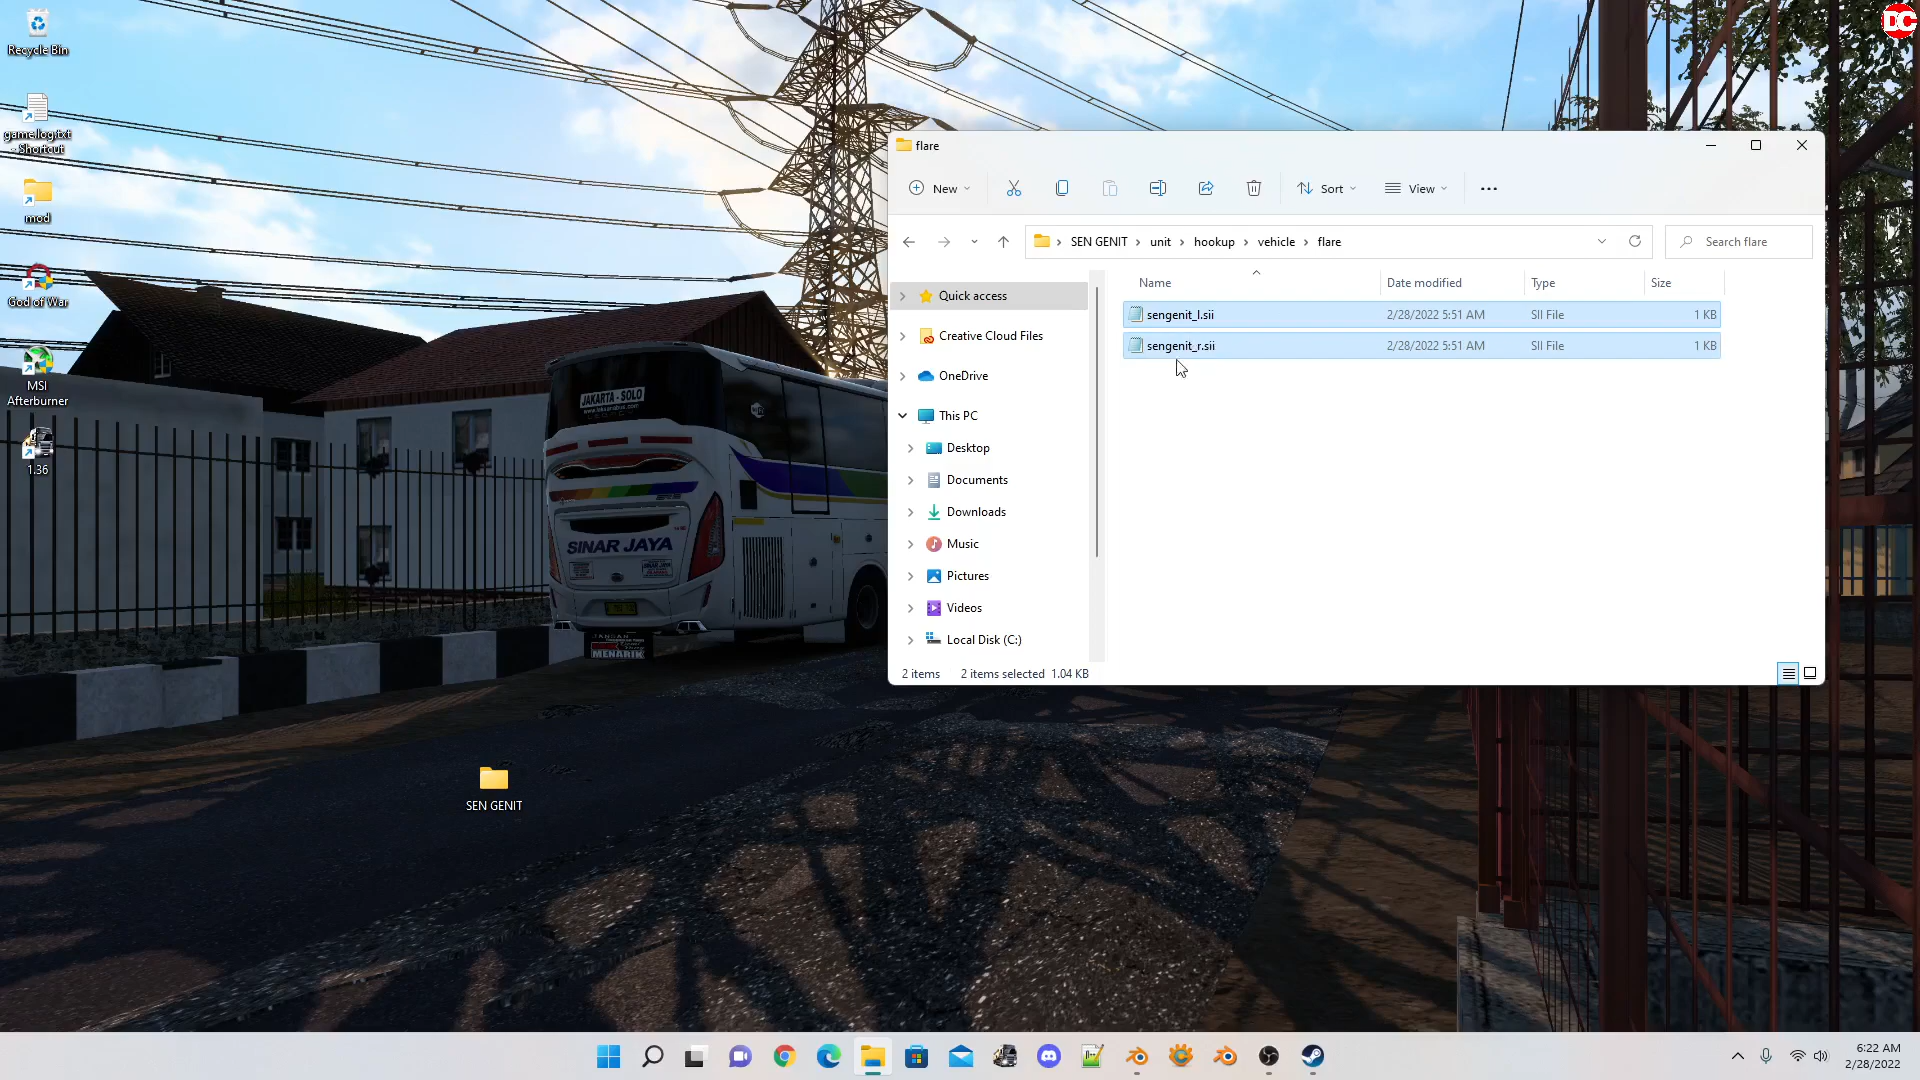 DC
Recycle Bin
game.log.txt
- Shortcut
mod
God of War
MSI
Afterburner
1.36
JAKARTA - SOLO
SINAR JAYA
JANGAN
MENARIK
SEN GENIT
flare
New
Sort
View
SEN GENIT > unit > hookup > vehicle > flare
Search flare
Name Date modified Type Size
sengenit_l.sii 2/28/2022 5:51 AM SII File 1 KB
sengenit_r.sii 2/28/2022 5:51 AM SII File 1 KB
Quick access
Creative Cloud Files
OneDrive
This PC
Desktop
Documents
Downloads
Music
Pictures
Videos
Local Disk (C:)
2 items 2 items selected 1.04 KB
6:22 AM
2/28/2022